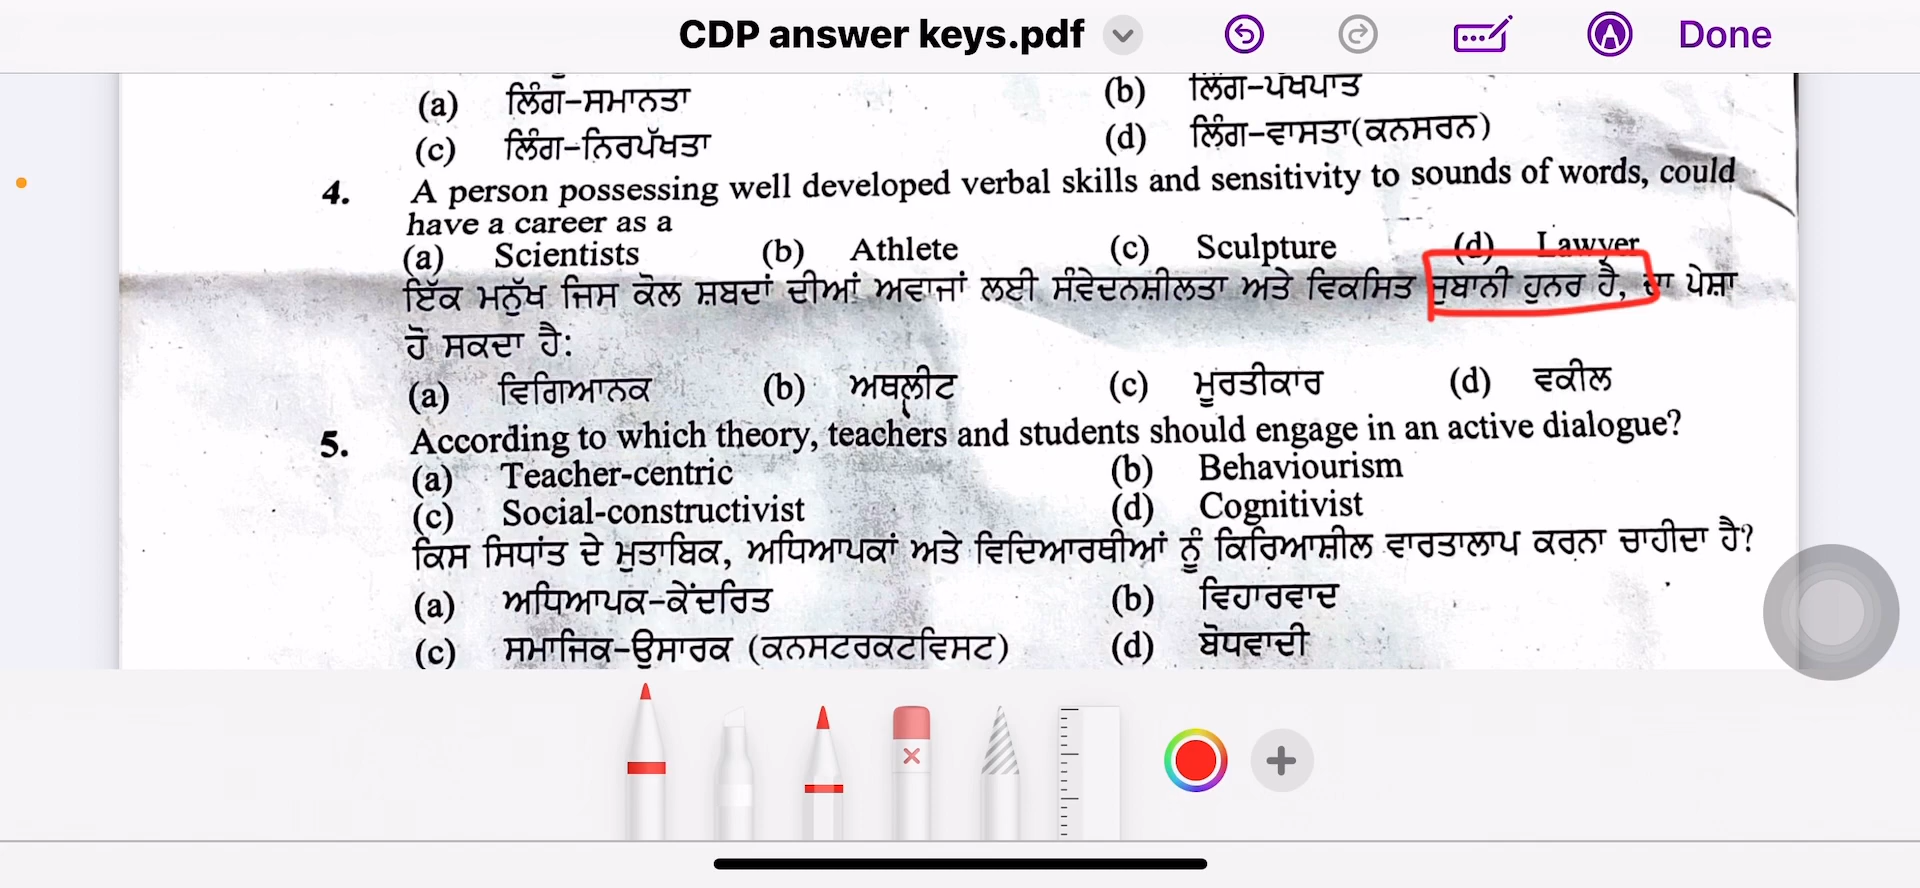 CDP answer keys.pdf
Done
(a) ਲਿੰਗ-ਸਮਾਨਤਾ (b) ਲਿੰਗ-ਪੱਖਪਾਤ
(c) ਲਿੰਗ-ਨਿਰਪੱਖਤਾ (d) ਲਿੰਗ-ਵਾਸਤਾ(ਕਨਸਰਨ)
4. A person possessing well developed verbal skills and sensitivity to sounds of words, could
have a career as a
(a) Scientists (b) Athlete (c) Sculpture (d) Lawyer
ਇੱਕ ਮਨੁੱਖ ਜਿਸ ਕੋਲ ਸ਼ਬਦਾਂ ਦੀਆਂ ਅਵਾਜਾਂ ਲਈ ਸੰਵੇਦਨਸ਼ੀਲਤਾ ਅਤੇ ਵਿਕਸਿਤ ਜੁਬਾਨੀ ਹੁਨਰ ਹੈ, ਦਾ ਪੇਸ਼ਾ
ਹੋ ਸਕਦਾ ਹੈ:
(a) ਵਿਗਿਆਨਕ (b) ਅਥਲੀਟ (c) ਮੂਰਤੀਕਾਰ (d) ਵਕੀਲ
5. According to which theory, teachers and students should engage in an active dialogue?
(a) Teacher-centric (b) Behaviourism
(c) Social-constructivist (d) Cognitivist
ਕਿਸ ਸਿਧਾਂਤ ਦੇ ਮੁਤਾਬਿਕ, ਅਧਿਆਪਕਾਂ ਅਤੇ ਵਿਦਿਆਰਥੀਆਂ ਨੂੰ ਕਿਰਿਆਸ਼ੀਲ ਵਾਰਤਾਲਾਪ ਕਰਨਾ ਚਾਹੀਦਾ ਹੈ?
(a) ਅਧਿਆਪਕ-ਕੇਂਦਰਿਤ (b) ਵਿਹਾਰਵਾਦ
(c) ਸਮਾਜਿਕ-ਉਸਾਰਕ (ਕਨਸਟਰਕਟਵਿਸਟ) (d) ਬੋਧਵਾਦੀ